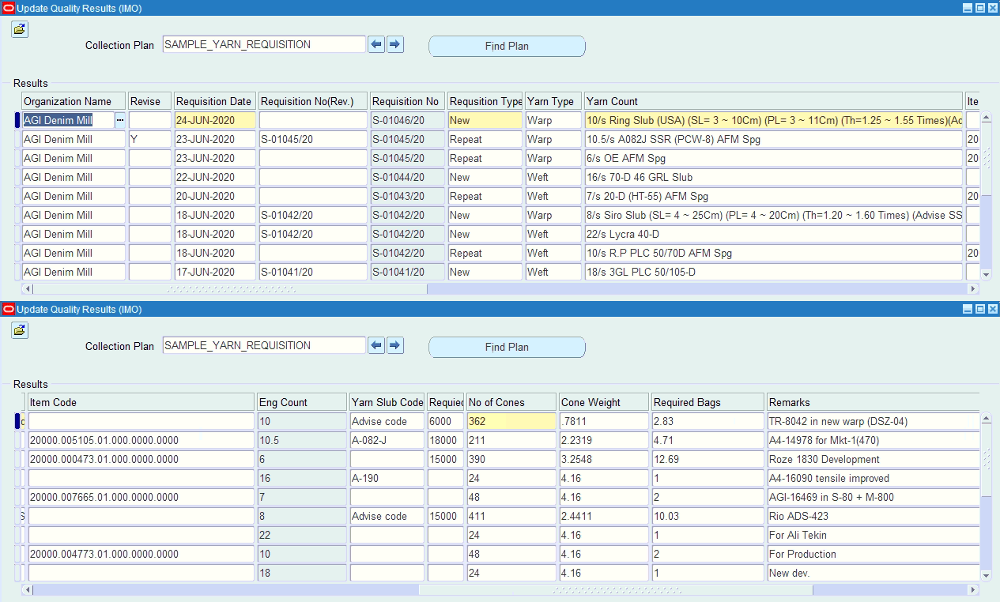 Update Quality Results (IMO)
Collection Plan SAMPLE_YARN_REQUISITION Find Plan
Results
Organization Name Revise Requisition Date Requisition No(Rev.) Requisition No Requsition Type Yarn Type Yarn Count Ite
AGI Denim Mill ... 24-JUN-2020 S-01046/20 New Warp 10/s Ring Slub (USA) (SL= 3 ~ 10Cm) (PL= 3 ~ 11Cm) (Th=1.25 ~ 1.55 Times)(Ac
AGI Denim Mill Y 23-JUN-2020 S-01045/20 S-01045/20 Repeat Warp 10.5/s A082J SSR (PCW-8) AFM Spg 20
AGI Denim Mill 23-JUN-2020 S-01045/20 Repeat Warp 6/s OE AFM Spg 20
AGI Denim Mill 22-JUN-2020 S-01044/20 New Weft 16/s 70-D 46 GRL Slub
AGI Denim Mill 20-JUN-2020 S-01043/20 Repeat Weft 7/s 20-D (HT-55) AFM Spg 20
AGI Denim Mill 18-JUN-2020 S-01042/20 S-01042/20 New Warp 8/s Siro Slub (SL= 4 ~ 25Cm) (PL= 4 ~ 20Cm) (Th=1.20 ~ 1.60 Times) (Advise SS
AGI Denim Mill 18-JUN-2020 S-01042/20 S-01042/20 New Weft 22/s Lycra 40-D
AGI Denim Mill 18-JUN-2020 S-01042/20 Repeat Weft 10/s R.P PLC 50/70D AFM Spg 20
AGI Denim Mill 17-JUN-2020 S-01041/20 S-01041/20 New Weft 18/s 3GL PLC 50/105-D
Update Quality Results (IMO)
Collection Plan SAMPLE_YARN_REQUISITION Find Plan
Results
Item Code Eng Count Yarn Slub Code Requied No of Cones Cone Weight Required Bags Remarks
10 Advise code 6000 362 .7811 2.83 TR-8042 in new warp (DSZ-04)
20000.005105.01.000.0000.0000 10.5 A-082-J 18000 211 2.2319 4.71 A4-14978 for Mkt-1(470)
20000.000473.01.000.0000.0000 6 15000 390 3.2548 12.69 Roze 1830 Development
16 A-190 24 4.16 1 A4-16090 tensile improved
20000.007665.01.000.0000.0000 7 48 4.16 2 AGI-16469 in S-80 + M-800
8 Advise code 15000 411 2.4411 10.03 Rio ADS-423
22 24 4.16 1 For Ali Tekin
20000.004773.01.000.0000.0000 10 48 4.16 2 For Production
18 24 4.16 1 New dev.